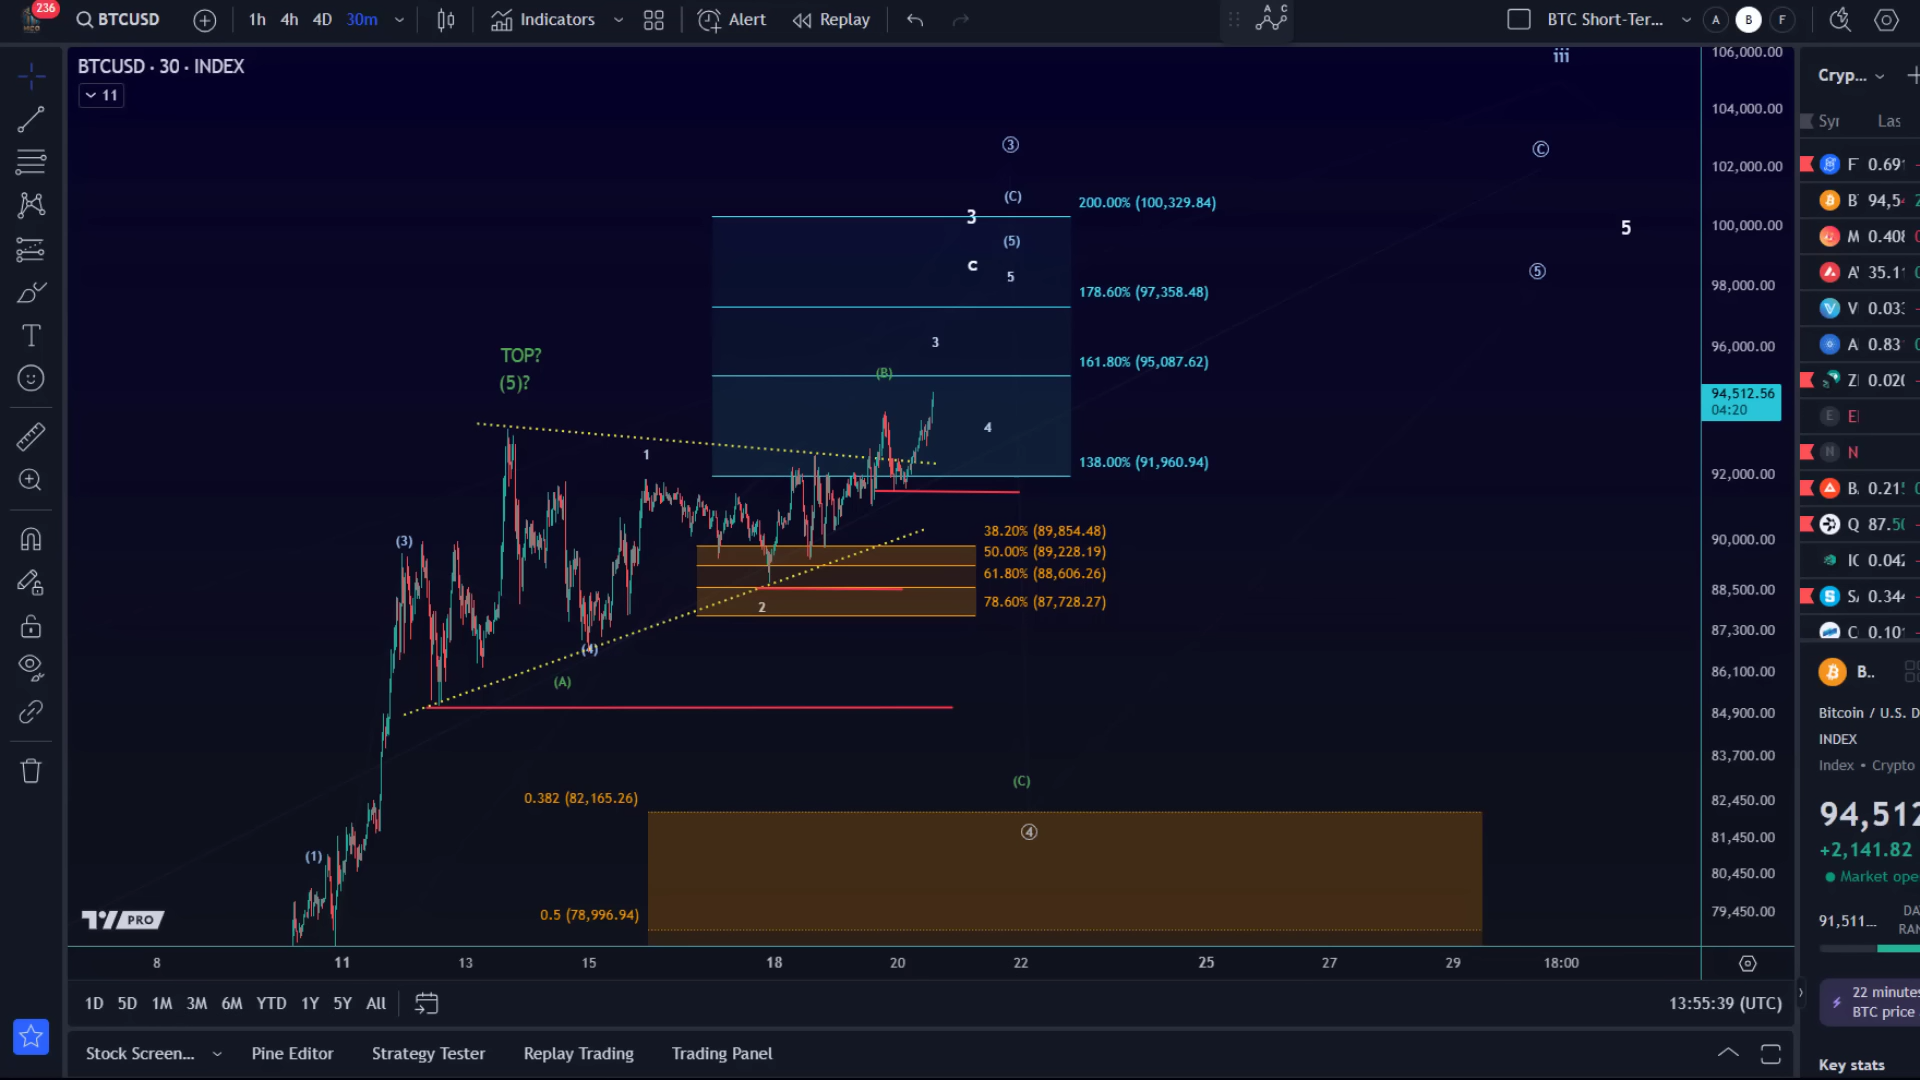 236
BTCUSD
1h 4h 4D 30m
Indicators
Alert
Replay
BTC Short-Ter...
A B F
BTCUSD · 30 · INDEX
11
iii
③
Ⓒ
(C)
200.00% (100,329.84)
3
5
(5)
c
5
⑤
178.60% (97,358.48)
3
TOP?
161.80% (95,087.62)
(B)
(5)?
4
1
138.00% (91,960.94)
(3)
38.20% (89,854.48)
50.00% (89,228.19)
61.80% (88,606.26)
78.60% (87,728.27)
2
(4)
(A)
(C)
0.382 (82,165.26)
④
(1)
0.5 (78,996.94)
PRO
106,000.00
104,000.00
102,000.00
100,000.00
98,000.00
96,000.00
94,512.56
04:20
92,000.00
90,000.00
88,500.00
87,300.00
86,100.00
84,900.00
83,700.00
82,450.00
81,450.00
80,450.00
79,450.00
8 11 13 15 18 20 22 25 27 29 18:00
1D 5D 1M 3M 6M YTD 1Y 5Y All
13:55:39 (UTC)
Stock Screen... Pine Editor Strategy Tester Replay Trading Trading Panel
Cryp...
Las
0.69
B 94,5
M 0.40
35.1
V 0.03
A 0.83
0.020
E
N
B 0.21
Q 87.50
0.04
S 0.34
C 0.10
B..
Bitcoin / U.S. D
INDEX
Index • Crypto
94,512
+2,141.82
Market ope
91,511...
DA
RAN
22 minutes
BTC price
Key stats